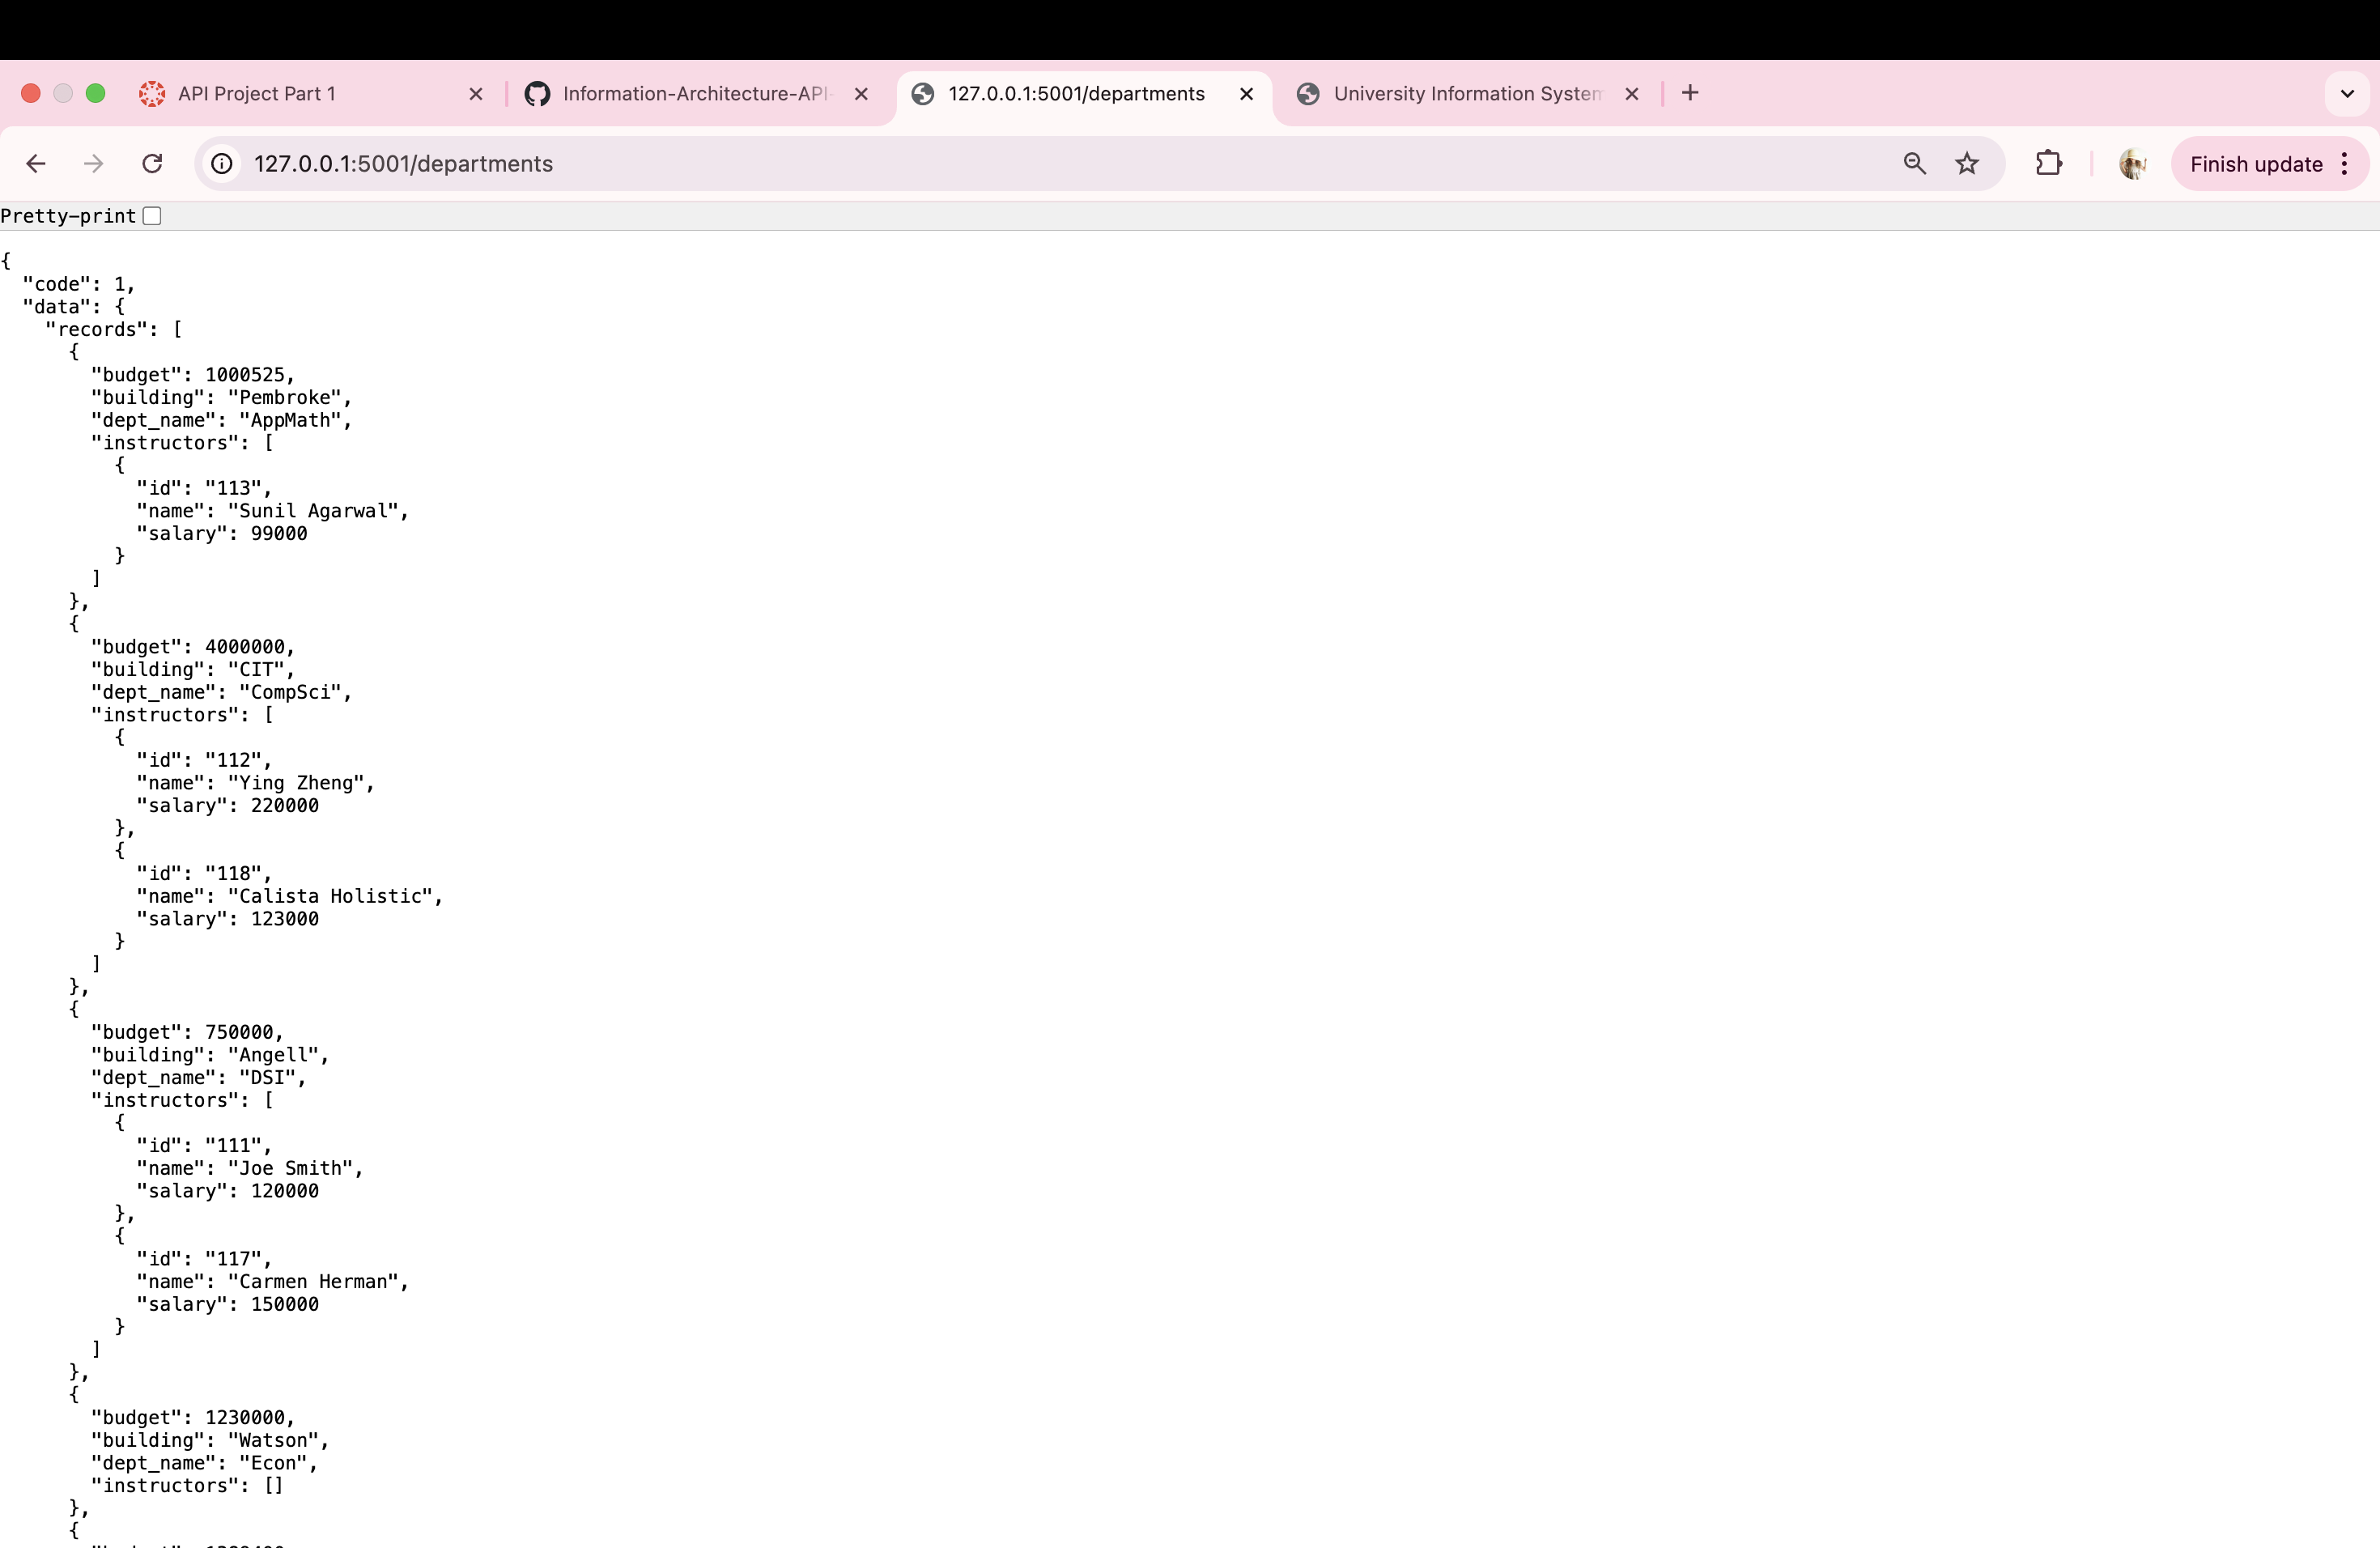 API Project Part 1
Information-Architecture-API-
127.0.0.1:5001/departments
University Information System
127.0.0.1:5001/departments
Finish update
Pretty-print
{
  "code": 1,
  "data": {
    "records": [
      {
        "budget": 1000525,
        "building": "Pembroke",
        "dept_name": "AppMath",
        "instructors": [
          {
            "id": "113",
            "name": "Sunil Agarwal",
            "salary": 99000
          }
        ]
      },
      {
        "budget": 4000000,
        "building": "CIT",
        "dept_name": "CompSci",
        "instructors": [
          {
            "id": "112",
            "name": "Ying Zheng",
            "salary": 220000
          },
          {
            "id": "118",
            "name": "Calista Holistic",
            "salary": 123000
          }
        ]
      },
      {
        "budget": 750000,
        "building": "Angell",
        "dept_name": "DSI",
        "instructors": [
          {
            "id": "111",
            "name": "Joe Smith",
            "salary": 120000
          },
          {
            "id": "117",
            "name": "Carmen Herman",
            "salary": 150000
          }
        ]
      },
      {
        "budget": 1230000,
        "building": "Watson",
        "dept_name": "Econ",
        "instructors": []
      },
      {